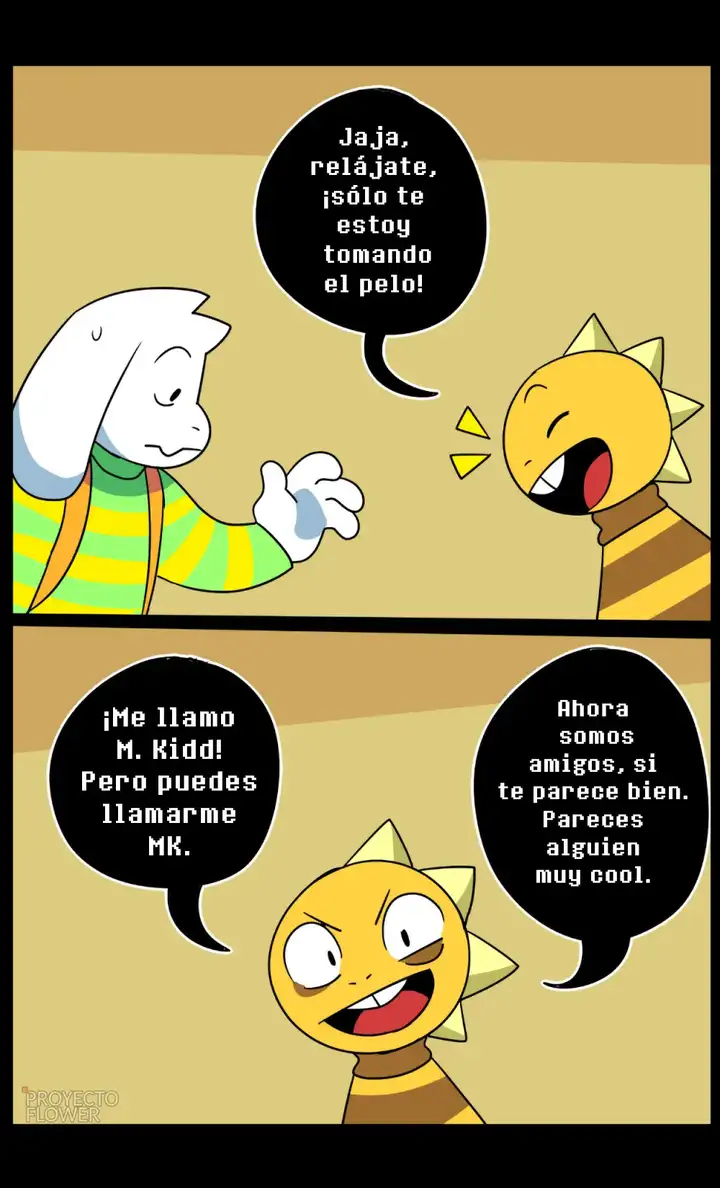 Jaja,
relájate,
¡sólo te
estoy
tomando
el pelo!
¡Me llamo
M. Kidd!
Pero puedes
llamarme
MK.
Ahora
somos
amigos, si
te parece bien.
Pareces
alguien
muy cool.
PROYECTO
FLOWER